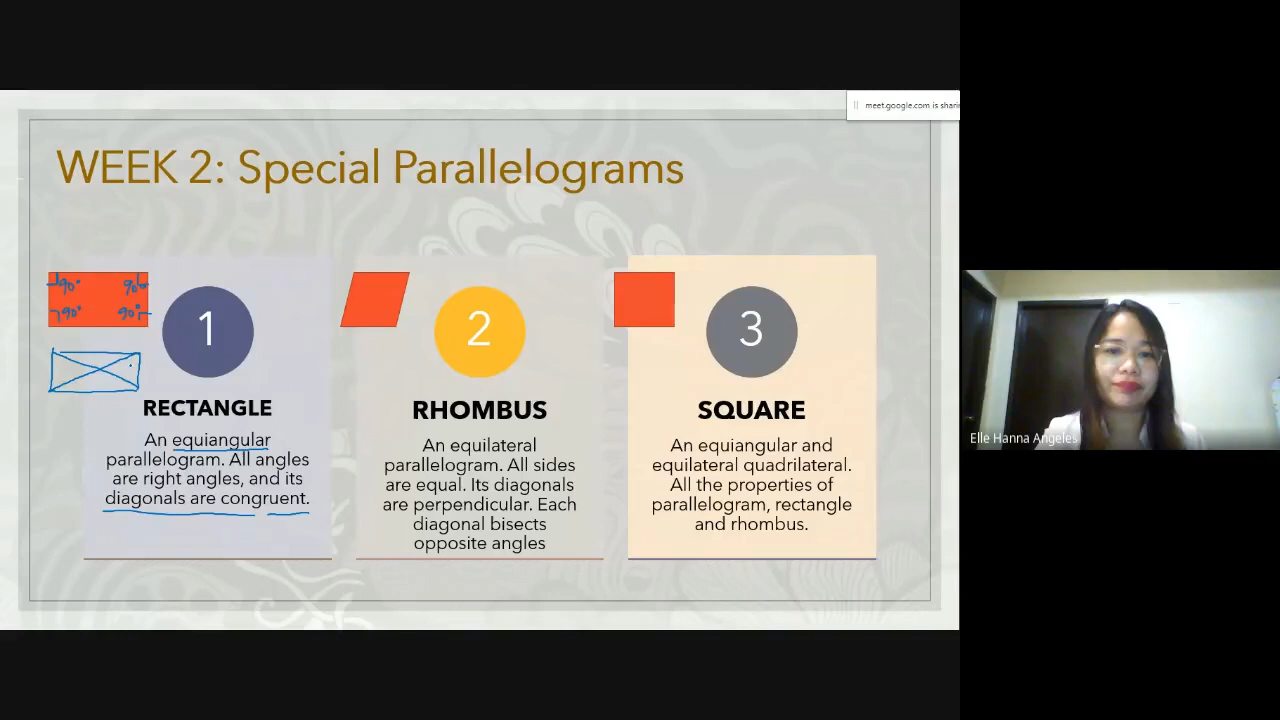 meet.google.com is sharin
WEEK 2: Special Parallelograms
90° 90°
90° 90°
1
RECTANGLE
An equiangular
parallelogram. All angles
are right angles, and its
diagonals are congruent.
2
RHOMBUS
An equilateral
parallelogram. All sides
are equal. Its diagonals
are perpendicular. Each
diagonal bisects
opposite angles
3
SQUARE
An equiangular and
equilateral quadrilateral.
All the properties of
parallelogram, rectangle
and rhombus.
Elle Hanna Angeles